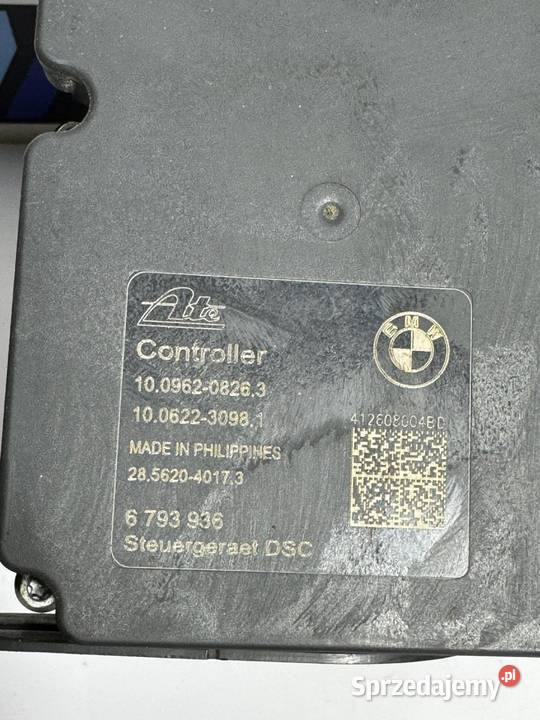 Ate
BMW
Controller
10.0962-0826.3
10.0622-3098.1
412608004BD
MADE IN PHILIPPINES
28.5620-4017.3
6 793 936
Steuergeraet DSC
Sprzedajemy.pl